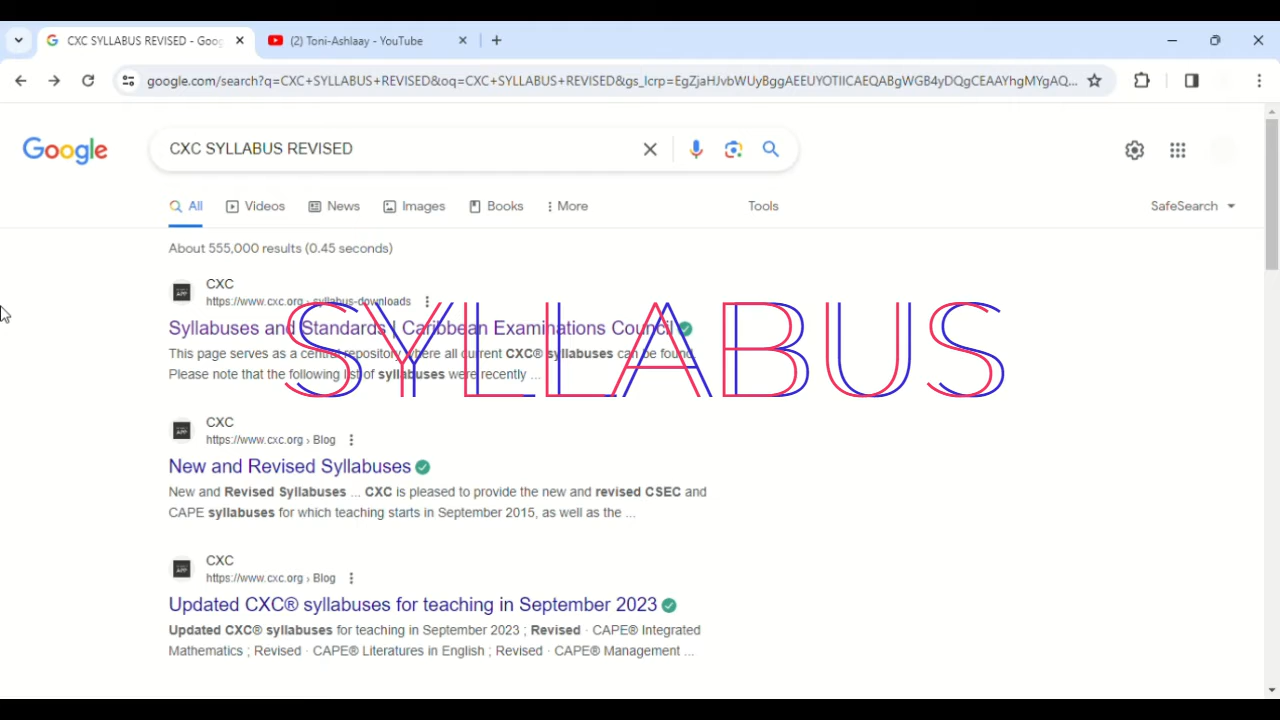 CXC SYLLABUS REVISED - Goog
(2) Toni-Ashlaay - YouTube
google.com/search?q=CXC+SYLLABUS+REVISED&oq=CXC+SYLLABUS+REVISED&gs_lcrp=EgZjaHJvbWUyBggAEEUYOTIICAEQABgWGB4yDQgCEAAYhgMYgAQ...
Google
CXC SYLLABUS REVISED
All Videos News Images Books More Tools SafeSearch
About 555,000 results (0.45 seconds)
CXC
https://www.cxc.org › syllabus-downloads
Syllabuses and Standards | Caribbean Examinations Council
SYLLABUS
This page serves as a central repository where all current CXC® syllabuses can be found.
Please note that the following list of syllabuses were recently ...
CXC
https://www.cxc.org › Blog
New and Revised Syllabuses
New and Revised Syllabuses ... CXC is pleased to provide the new and revised CSEC and
CAPE syllabuses for which teaching starts in September 2015, as well as the ...
CXC
https://www.cxc.org › Blog
Updated CXC® syllabuses for teaching in September 2023
Updated CXC® syllabuses for teaching in September 2023 ; Revised · CAPE® Integrated
Mathematics ; Revised · CAPE® Literatures in English ; Revised · CAPE® Management ...